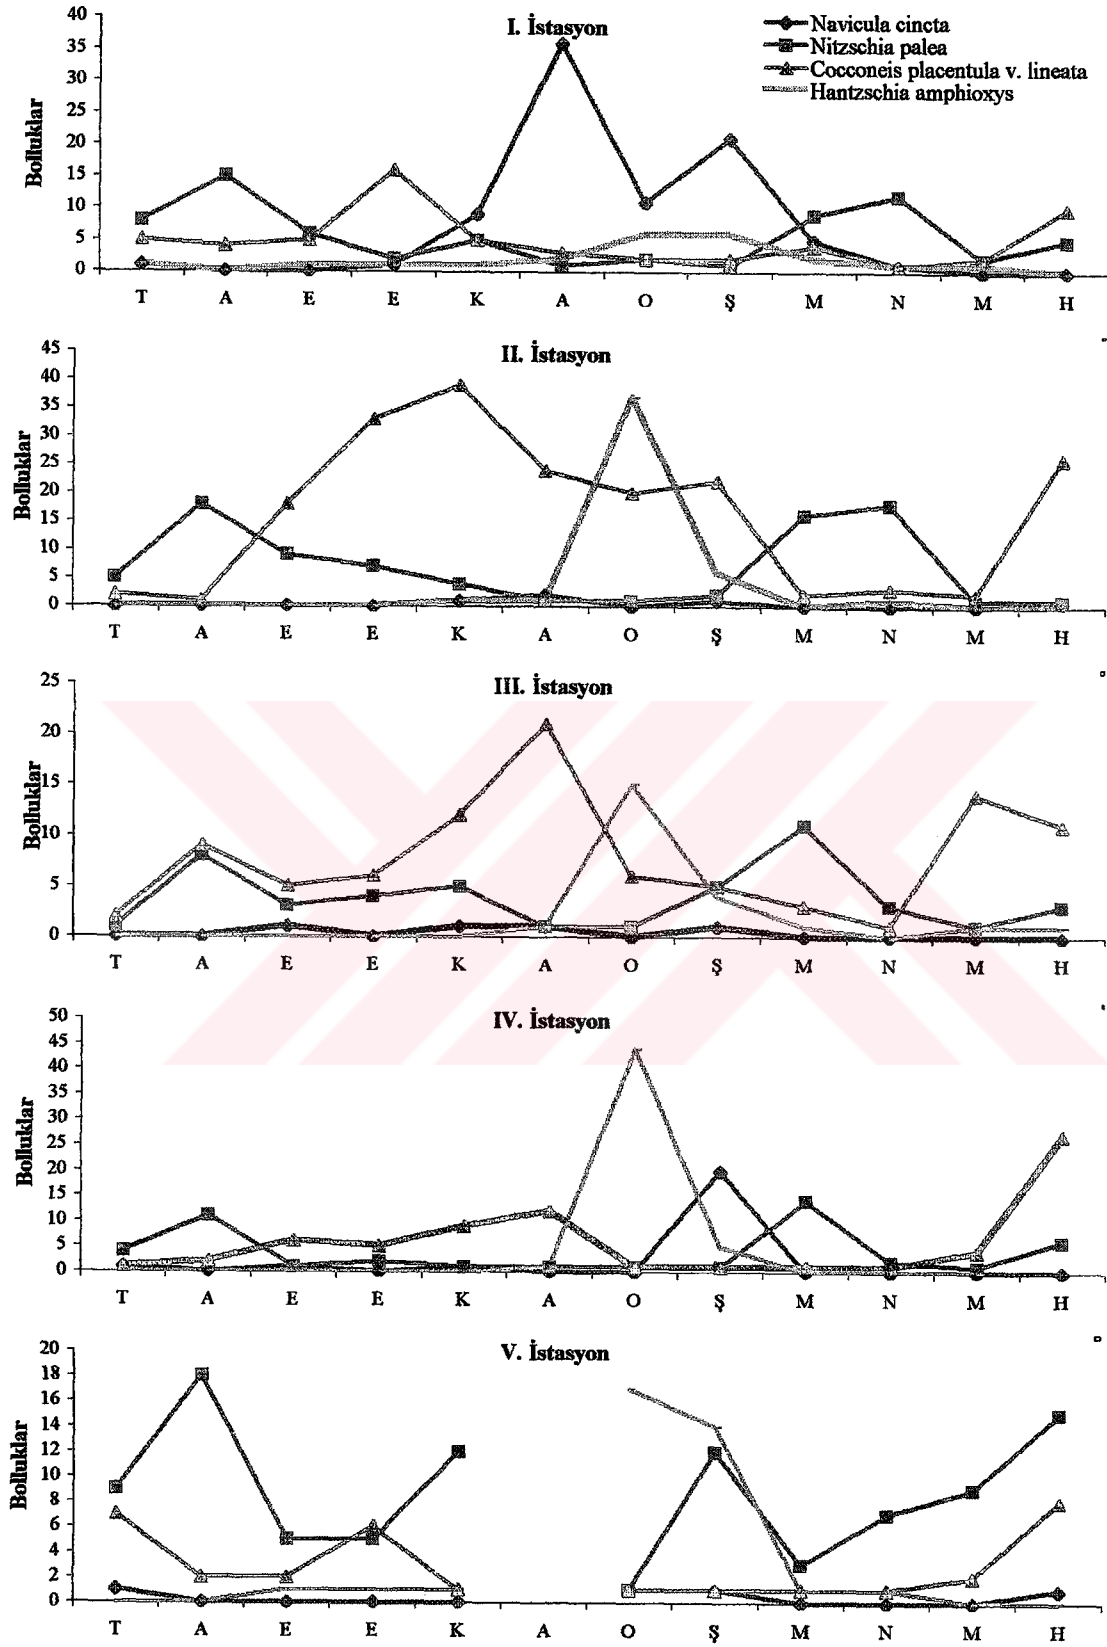 I. İstasyon
Navicula cincta
Nitzschia palea
Cocconeis placentula v. lineata
Hantzschia amphioxys
Bolluklar
40
35
30
25
20
15
10
5
0
T A E E K A O Ş M N M H
II. İstasyon
Bolluklar
45
40
35
30
25
20
15
10
5
0
T A E E K A O Ş M N M H
III. İstasyon
Bolluklar
25
20
15
10
5
0
T A E E K A O Ş M N M H
IV. İstasyon
Bolluklar
50
45
40
35
30
25
20
15
10
5
0
T A E E K A O Ş M N M H
V. İstasyon
Bolluklar
20
18
16
14
12
10
8
6
4
2
0
T A E E K A O Ş M N M H